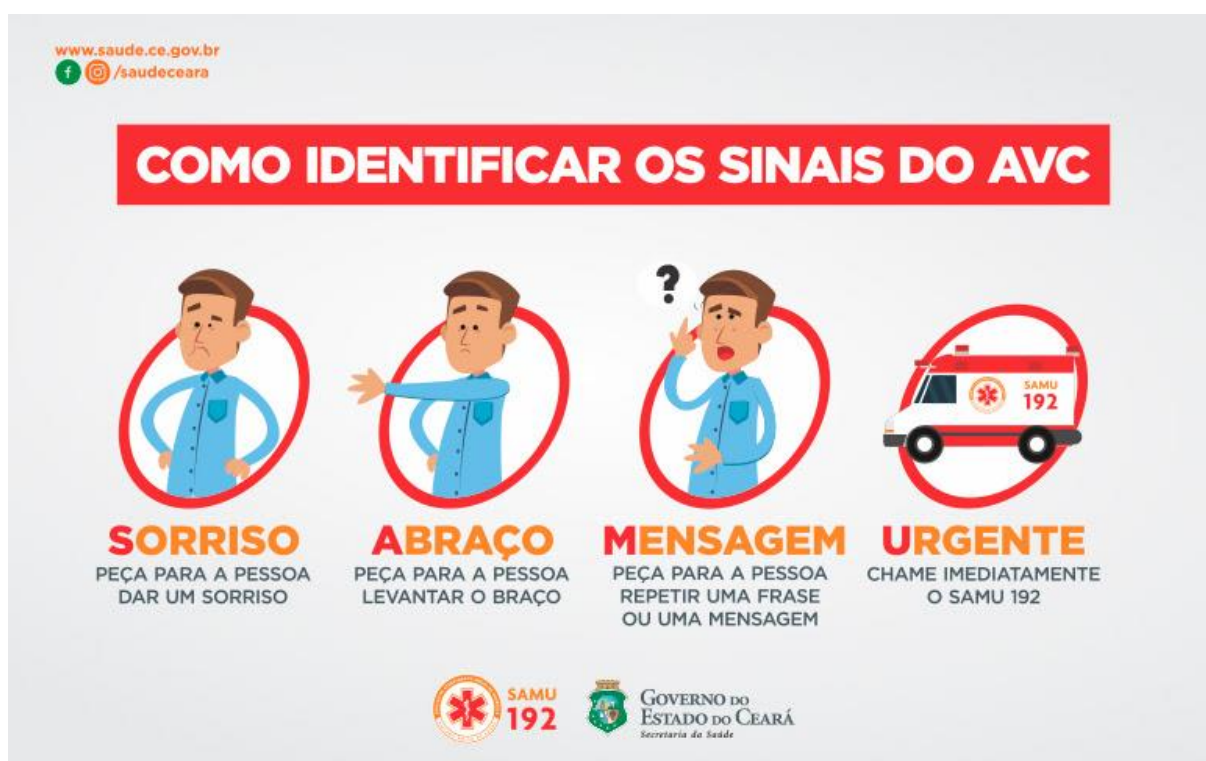 www.saude.ce.gov.br
f /saudeceara
COMO IDENTIFICAR OS SINAIS DO AVC
?
SAMU
192
SORRISO
PEÇA PARA A PESSOA
DAR UM SORRISO
ABRAÇO
PEÇA PARA A PESSOA
LEVANTAR O BRAÇO
MENSAGEM
PEÇA PARA A PESSOA
REPETIR UMA FRASE
OU UMA MENSAGEM
URGENTE
CHAME IMEDIATAMENTE
O SAMU 192
SAMU
192
GOVERNO DO
ESTADO DO CEARÁ
Secretaria da Saúde